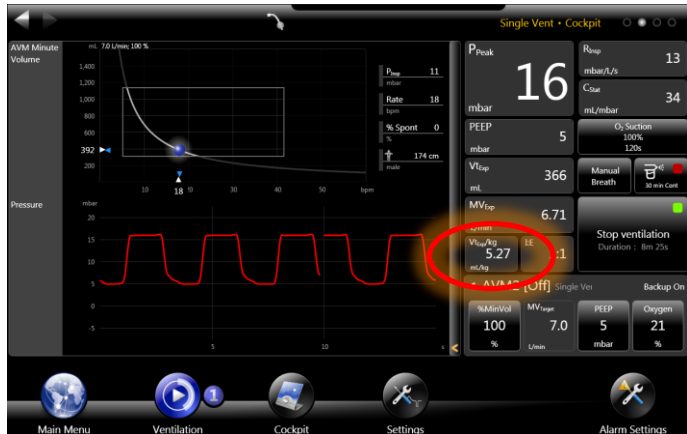 Single Vent • Cockpit
AVM Minute
Volume
mL
7.0 L/min; 100 %
1,400
1,200
1,000
800
600
392
200
10
18
30
40
50
bpm
Pinsp
11
mbar
Rate
18
bpm
% Spont
0
%
174 cm
male
Pressure
mbar
20
15
10
5
0
-5
5
10
s
PPeak
16
mbar
RInsp
13
mbar/L/s
CStat
34
mL/mbar
PEEP
5
mbar
O₂ Suction
100%
120s
VtExp
366
mL
Manual
Breath
30 min Cont
MVExp
6.71
L/min
VtExp/kg
5.27
mL/kg
I:E
:1
Stop ventilation
Duration : 8m 25s
AVM2 [Off]
Single Ve
Backup On
%MinVol
100
%
MVTarget
7.0
L/min
PEEP
5
mbar
Oxygen
21
%
1
Main Menu
Ventilation
Cockpit
Settings
Alarm Settings